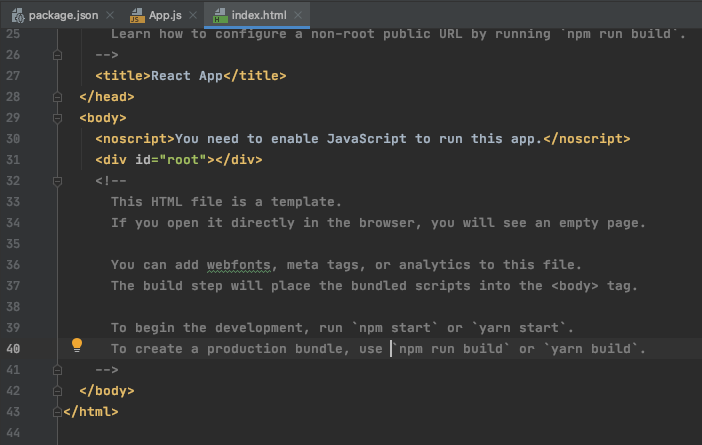 package.json App.js index.html
25 Learn how to configure a non-root public URL by running `npm run build`.
26 -->
27 <title>React App</title>
28 </head>
29 <body>
30 <noscript>You need to enable JavaScript to run this app.</noscript>
31 <div id="root"></div>
32 <!--
33 This HTML file is a template.
34 If you open it directly in the browser, you will see an empty page.
35
36 You can add webfonts, meta tags, or analytics to this file.
37 The build step will place the bundled scripts into the <body> tag.
38
39 To begin the development, run `npm start` or `yarn start`.
40 To create a production bundle, use `npm run build` or `yarn build`.
41 -->
42 </body>
43 </html>
44